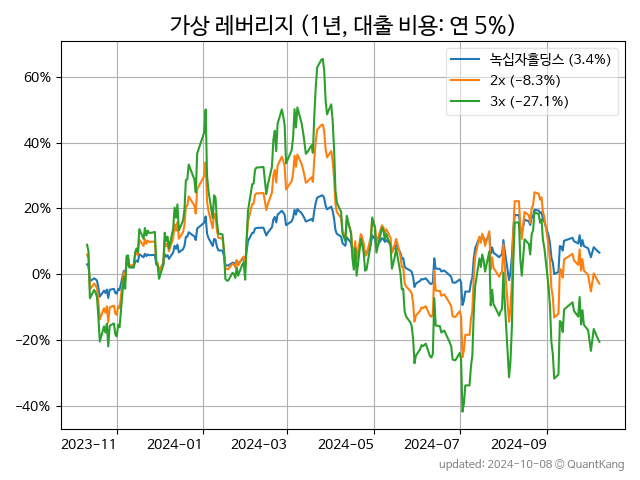 가상 레버리지 (1년, 대출 비용: 연 5%)
녹십자홀딩스 (3.4%)
2x (−8.3%)
3x (−27.1%)
60%
40%
20%
0%
−20%
−40%
2023-11
2024-01
2024-03
2024-05
2024-07
2024-09
updated: 2024-10-08 © QuantKang